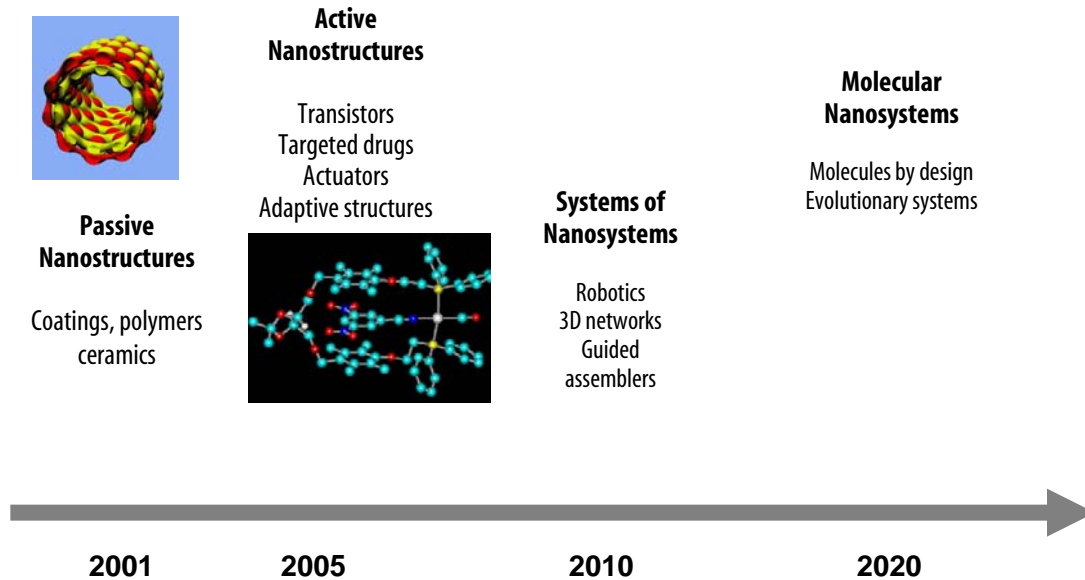 Passive
Nanostructures
Coatings, polymers
ceramics
Active
Nanostructures
Transistors
Targeted drugs
Actuators
Adaptive structures
Systems of
Nanosystems
Robotics
3D networks
Guided
assemblers
Molecular
Nanosystems
Molecules by design
Evolutionary systems
2001
2005
2010
2020